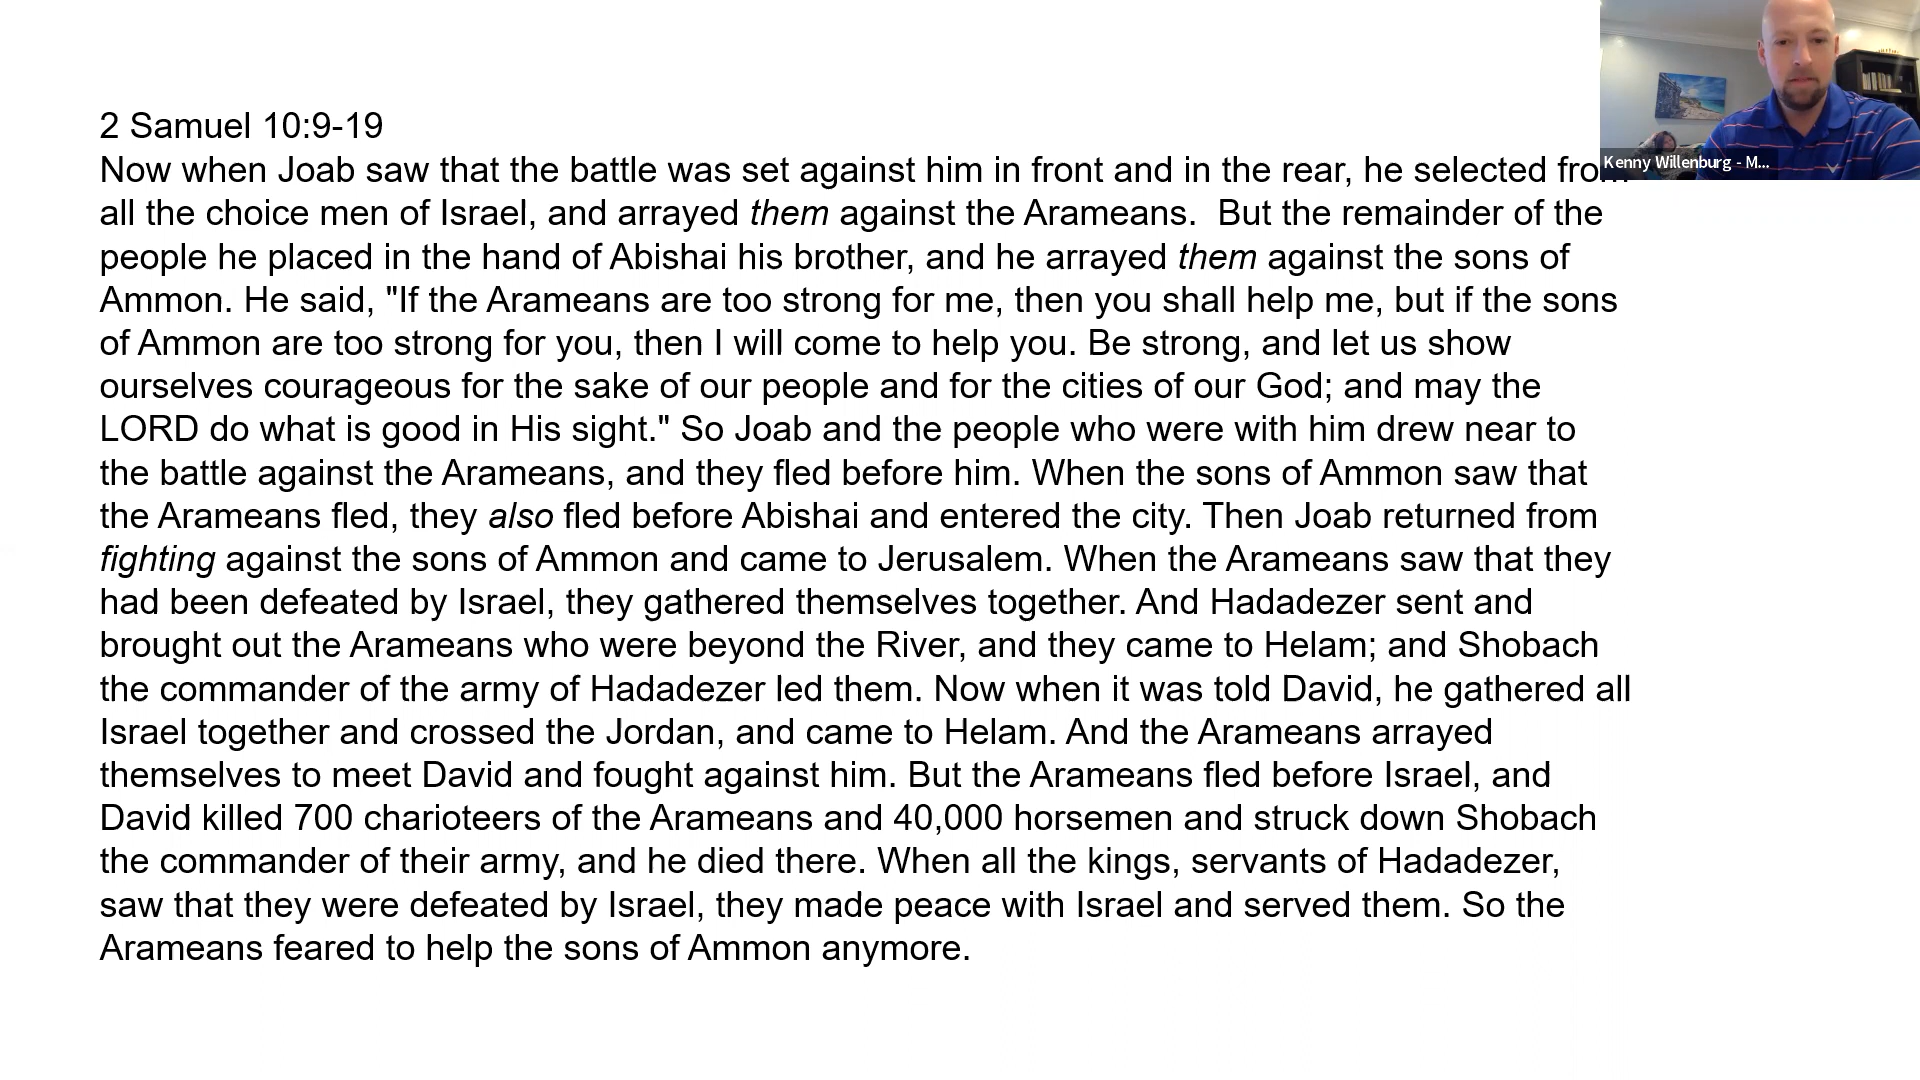 2 Samuel 10:9-19
Now when Joab saw that the battle was set against him in front and in the rear, he selected from
all the choice men of Israel, and arrayed them against the Arameans.  But the remainder of the
people he placed in the hand of Abishai his brother, and he arrayed them against the sons of
Ammon. He said, "If the Arameans are too strong for me, then you shall help me, but if the sons
of Ammon are too strong for you, then I will come to help you. Be strong, and let us show
ourselves courageous for the sake of our people and for the cities of our God; and may the
LORD do what is good in His sight." So Joab and the people who were with him drew near to
the battle against the Arameans, and they fled before him. When the sons of Ammon saw that
the Arameans fled, they also fled before Abishai and entered the city. Then Joab returned from
fighting against the sons of Ammon and came to Jerusalem. When the Arameans saw that they
had been defeated by Israel, they gathered themselves together. And Hadadezer sent and
brought out the Arameans who were beyond the River, and they came to Helam; and Shobach
the commander of the army of Hadadezer led them. Now when it was told David, he gathered all
Israel together and crossed the Jordan, and came to Helam. And the Arameans arrayed
themselves to meet David and fought against him. But the Arameans fled before Israel, and
David killed 700 charioteers of the Arameans and 40,000 horsemen and struck down Shobach
the commander of their army, and he died there. When all the kings, servants of Hadadezer,
saw that they were defeated by Israel, they made peace with Israel and served them. So the
Arameans feared to help the sons of Ammon anymore.
Kenny Willenburg - M...